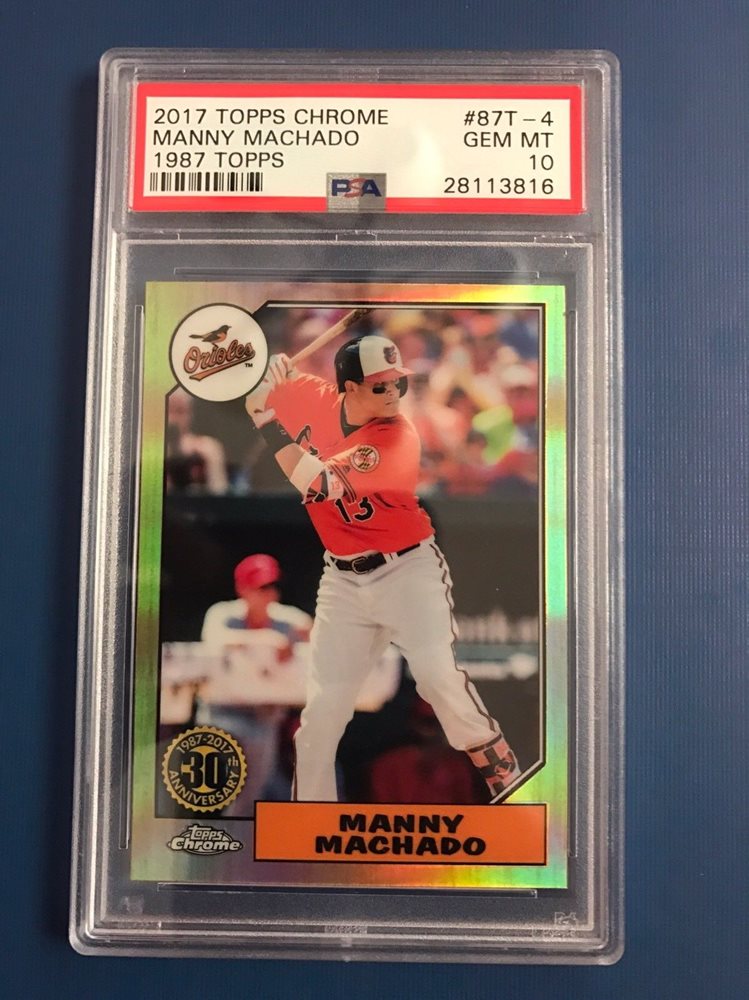 2017 TOPPS CHROME #87T-4
MANNY MACHADO GEM MT
1987 TOPPS 10
PSA 28113816
Orioles TM
13
1987-2017
30th
ANNIVERSARY
Topps
Chrome
MANNY
MACHADO